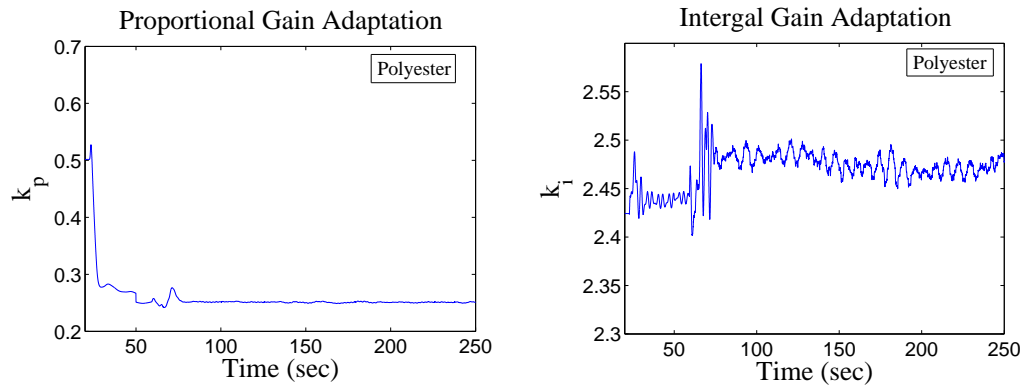 Proportional Gain Adaptation
0.7
0.6
0.5
0.4
0.3
0.2
k_p
50 100 150 200 250
Time (sec)
Polyester
Intergal Gain Adaptation
2.55
2.5
2.45
2.4
2.35
2.3
k_i
50 100 150 200 250
Time (sec)
Polyester